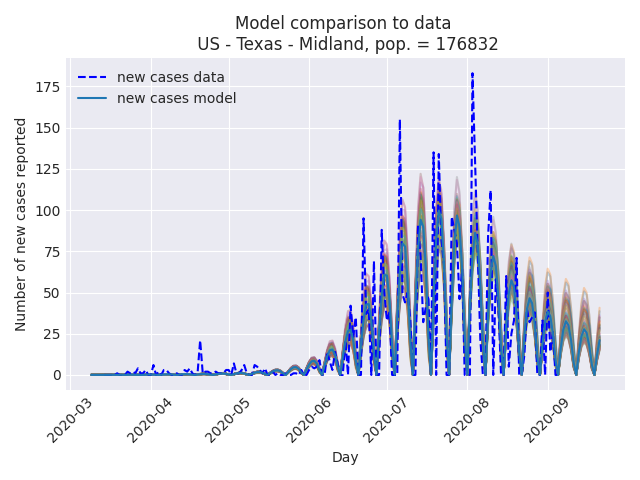 Model comparison to data
US - Texas - Midland, pop. = 176832
new cases data
new cases model
Number of new cases reported
175
150
125
100
75
50
25
0
2020-03
2020-04
2020-05
2020-06
2020-07
2020-08
2020-09
Day